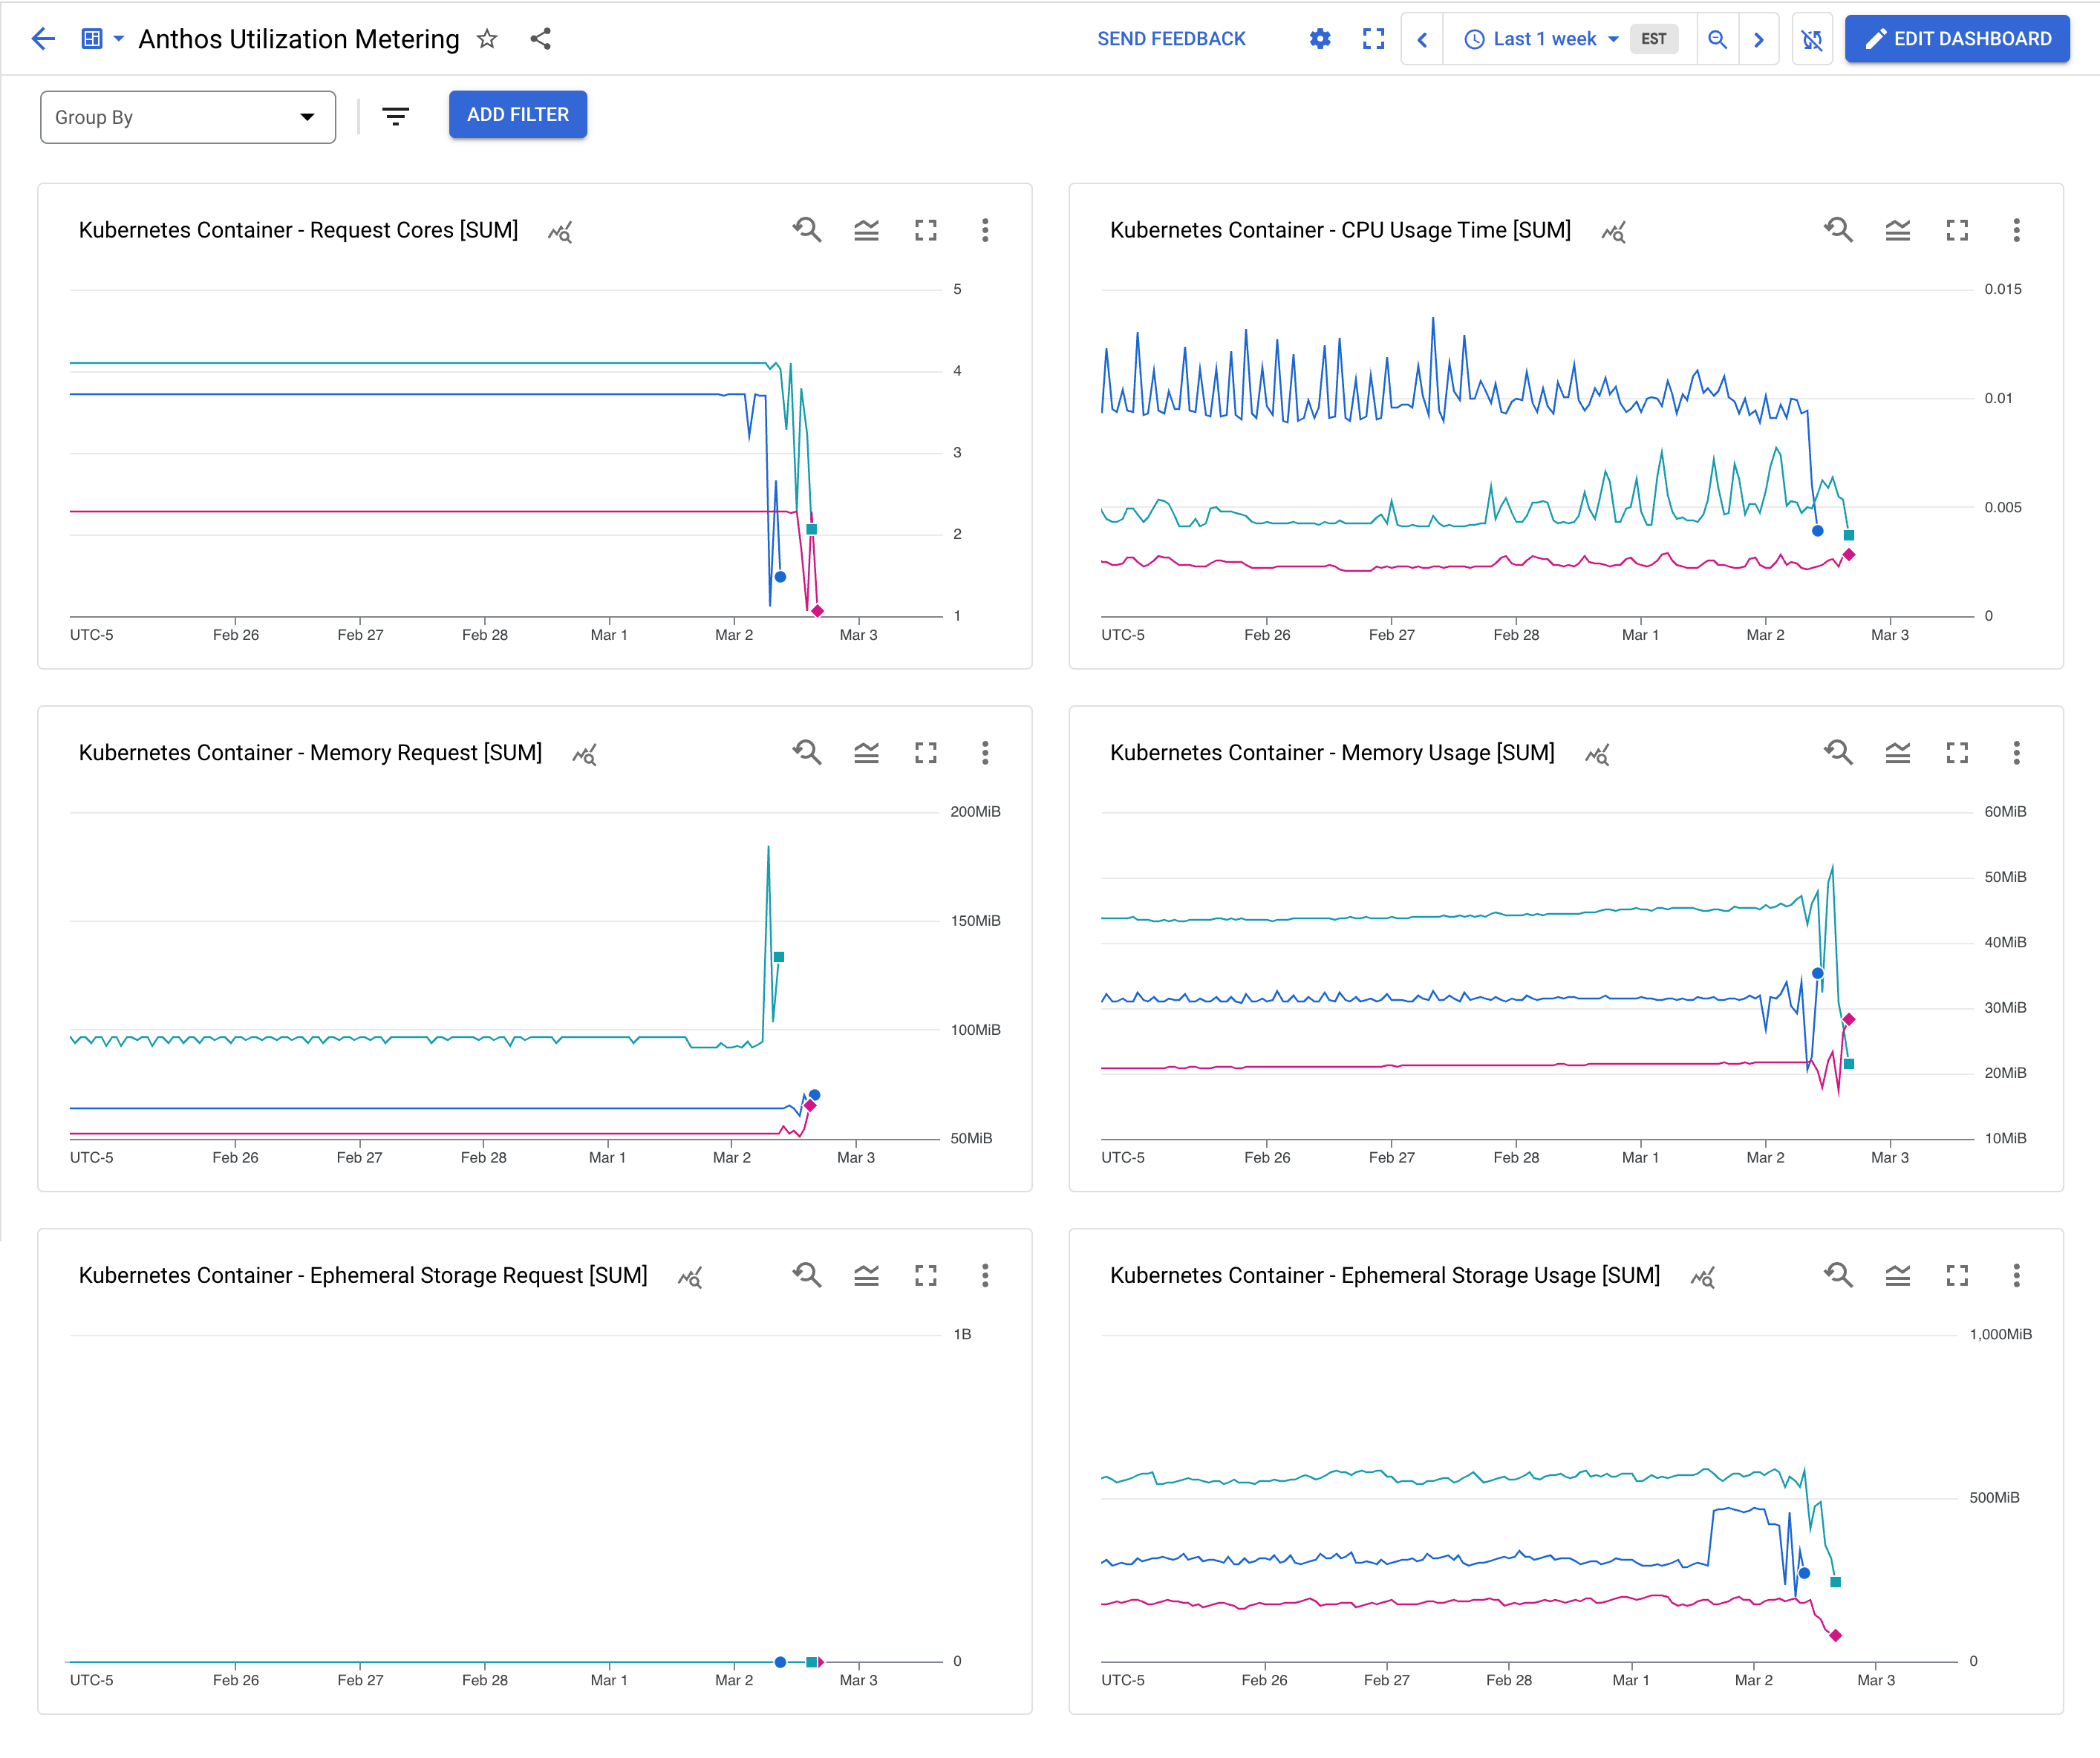 Anthos Utilization Metering
SEND FEEDBACK
Last 1 week
EST
EDIT DASHBOARD
Group By
ADD FILTER
Kubernetes Container - Request Cores [SUM]
5
4
3
2
1
UTC-5
Feb 26
Feb 27
Feb 28
Mar 1
Mar 2
Mar 3
Kubernetes Container - CPU Usage Time [SUM]
0.015
0.01
0.005
0
UTC-5
Feb 26
Feb 27
Feb 28
Mar 1
Mar 2
Mar 3
Kubernetes Container - Memory Request [SUM]
200MiB
150MiB
100MiB
50MiB
UTC-5
Feb 26
Feb 27
Feb 28
Mar 1
Mar 2
Mar 3
Kubernetes Container - Memory Usage [SUM]
60MiB
50MiB
40MiB
30MiB
20MiB
10MiB
UTC-5
Feb 26
Feb 27
Feb 28
Mar 1
Mar 2
Mar 3
Kubernetes Container - Ephemeral Storage Request [SUM]
1B
0
UTC-5
Feb 26
Feb 27
Feb 28
Mar 1
Mar 2
Mar 3
Kubernetes Container - Ephemeral Storage Usage [SUM]
1,000MiB
500MiB
0
UTC-5
Feb 26
Feb 27
Feb 28
Mar 1
Mar 2
Mar 3